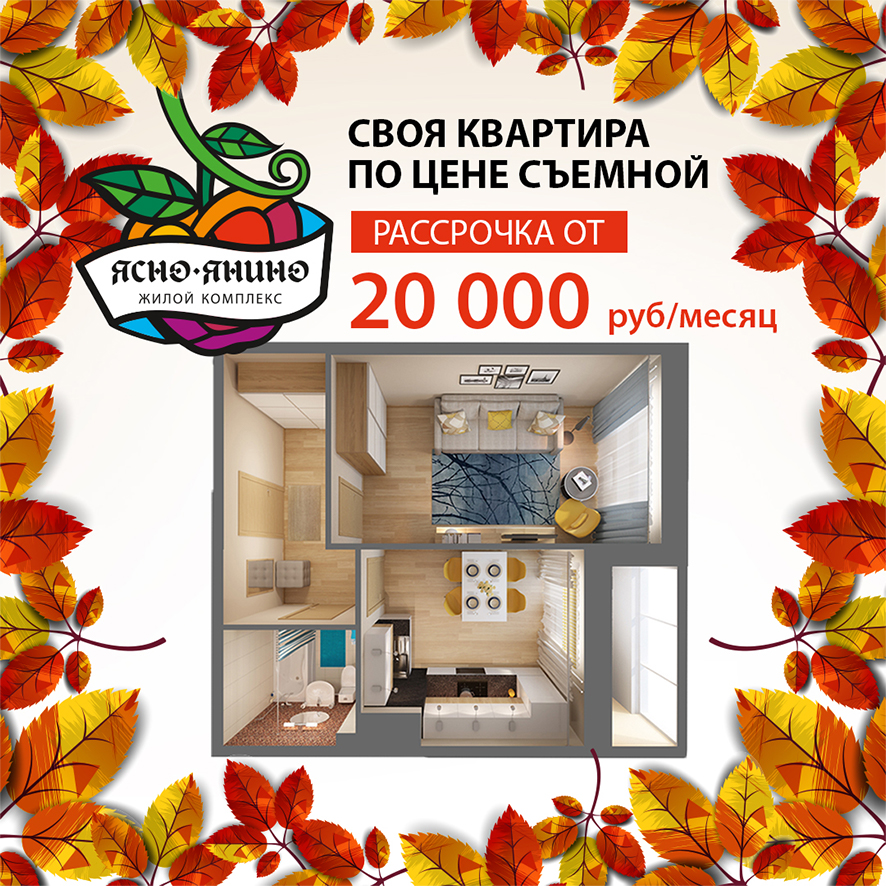 СВОЯ КВАРТИРА
ПО ЦЕНЕ СЪЕМНОЙ
РАССРОЧКА ОТ
20 000 руб/месяц
ЯСНО·ЯНИНО
ЖИЛОЙ КОМПЛЕКС